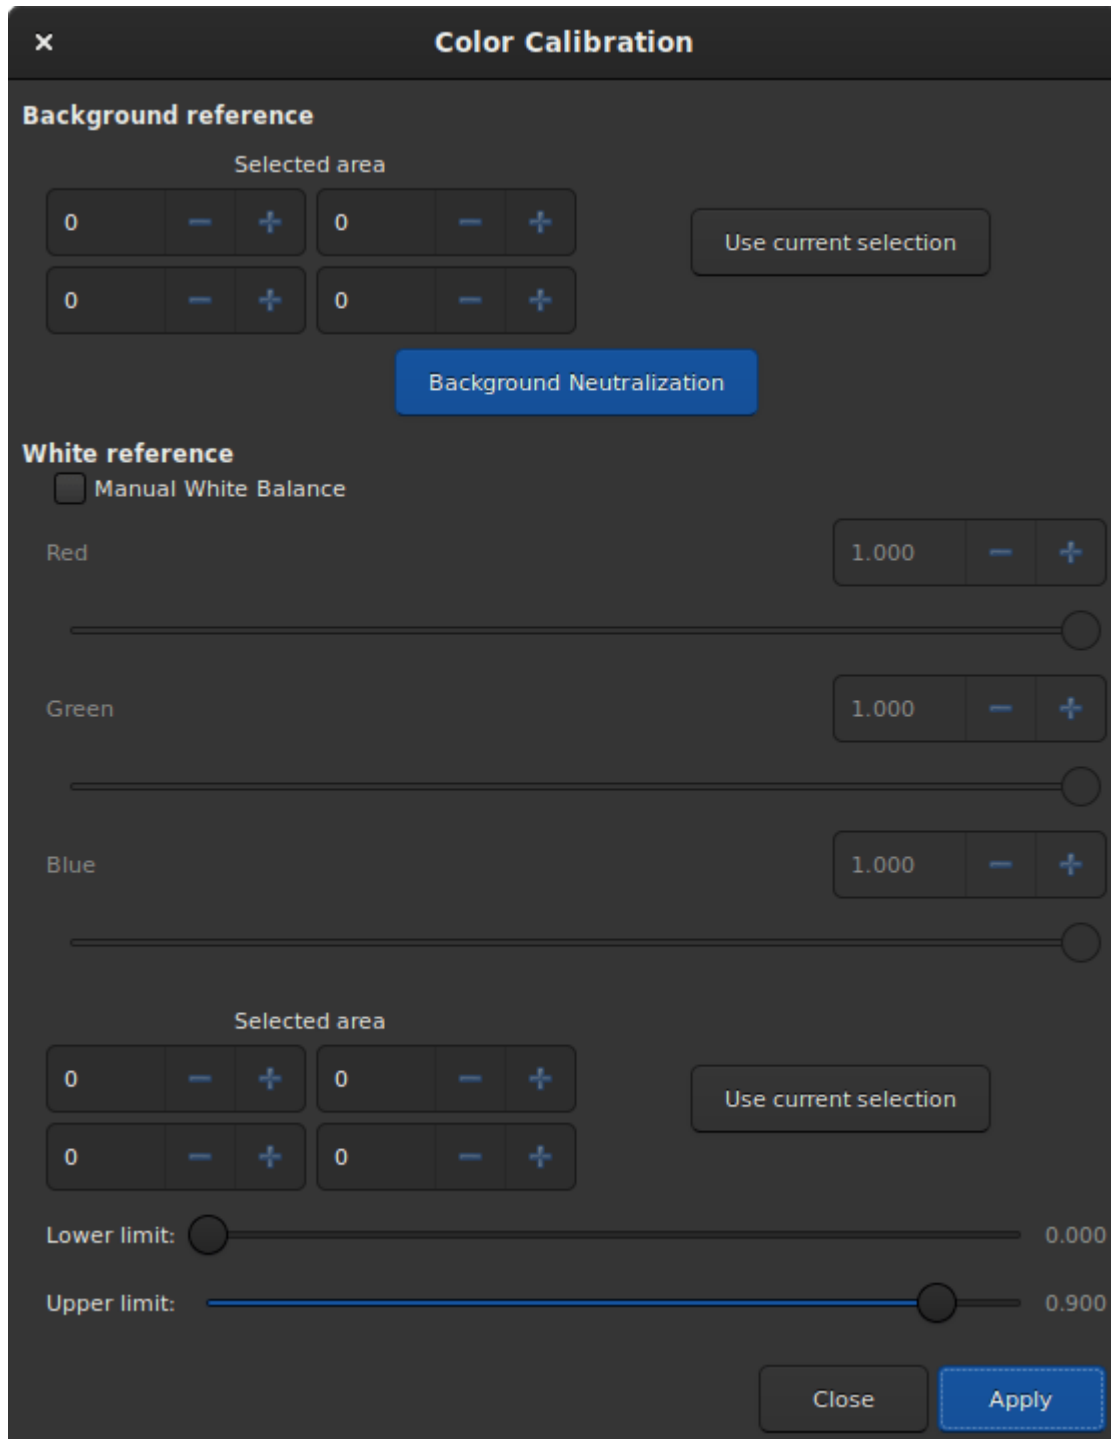 Color Calibration
Background reference
Selected area
0 0
Use current selection
0 0
Background Neutralization
White reference
Manual White Balance
Red 1.000
Green 1.000
Blue 1.000
Selected area
0 0
Use current selection
0 0
Lower limit: 0.000
Upper limit: 0.900
Close Apply